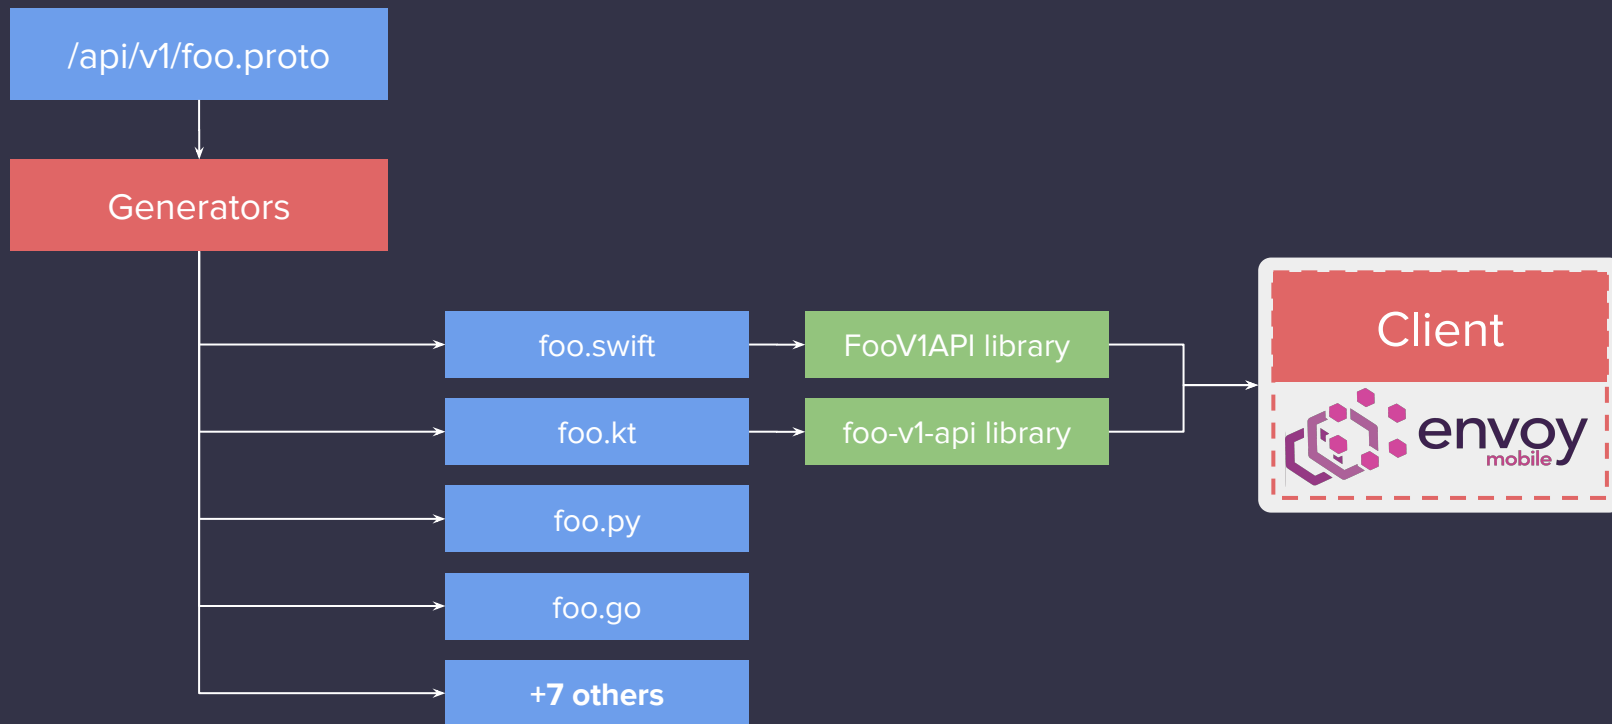 /api/v1/foo.proto
Generators
foo.swift
FooV1API library
foo.kt
foo-v1-api library
foo.py
foo.go
+7 others
Client
envoy
mobile